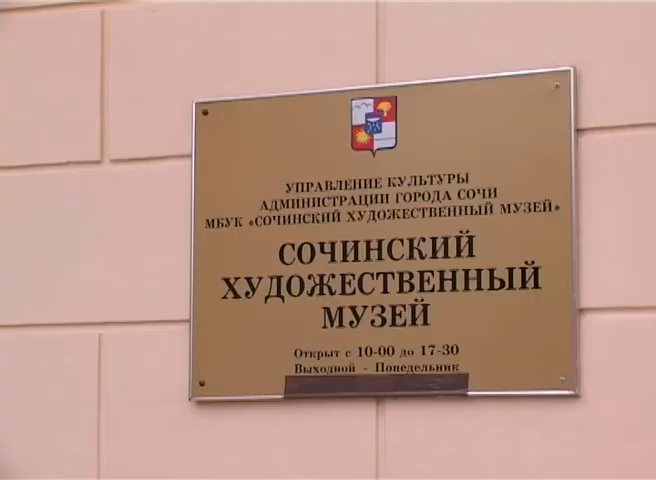 УПРАВЛЕНИЕ КУЛЬТУРЫ
АДМИНИСТРАЦИИ ГОРОДА СОЧИ
МБУК «СОЧИНСКИЙ ХУДОЖЕСТВЕННЫЙ МУЗЕЙ»
СОЧИНСКИЙ
ХУДОЖЕСТВЕННЫЙ
МУЗЕЙ
Открыт с 10-00 до 17-30
Выходной - Понедельник